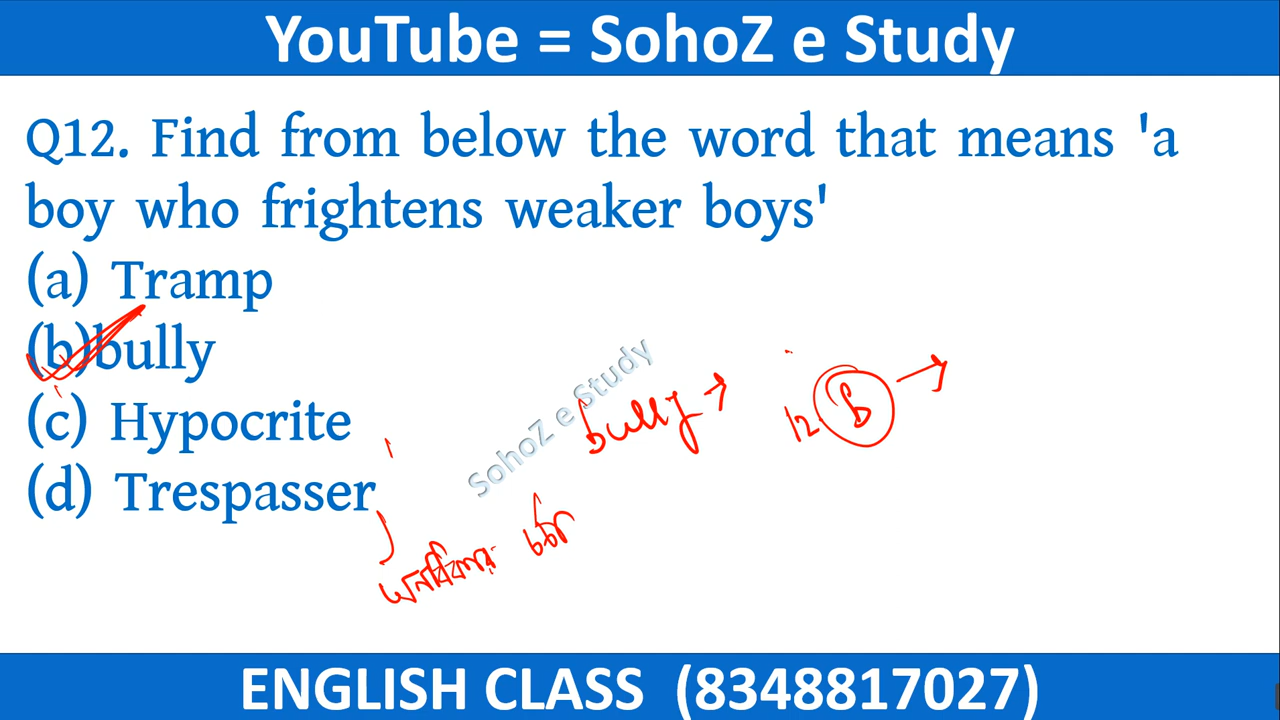 YouTube = SohoZ e Study
Q12. Find from below the word that means 'a
boy who frightens weaker boys'
(a) Tramp
(b)bully
(c) Hypocrite
(d) Trespasser
SohoZ e Study
bully →
12. B →
অনধিকার
ENGLISH CLASS (8348817027)